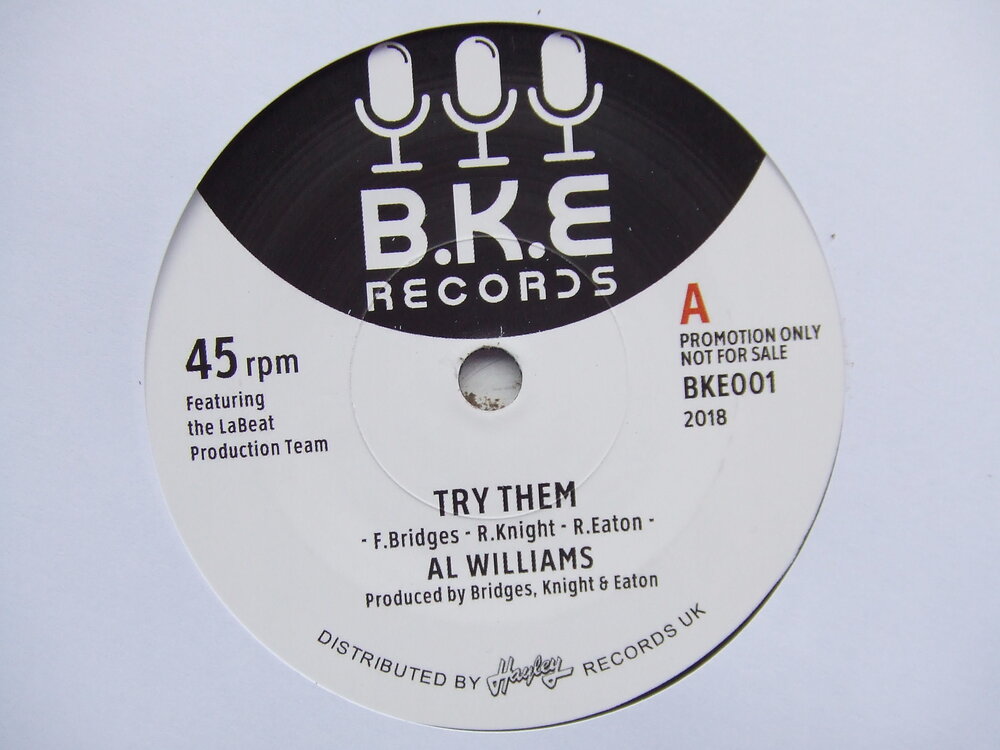 B.K.E
RECORDS
45 rpm
Featuring
the LaBeat
Production Team
A
PROMOTION ONLY
NOT FOR SALE
BKE001
2018
TRY THEM
- F.Bridges - R.Knight - R.Eaton -
AL WILLIAMS
Produced by Bridges, Knight & Eaton
DISTRIBUTED BY Hayley RECORDS UK